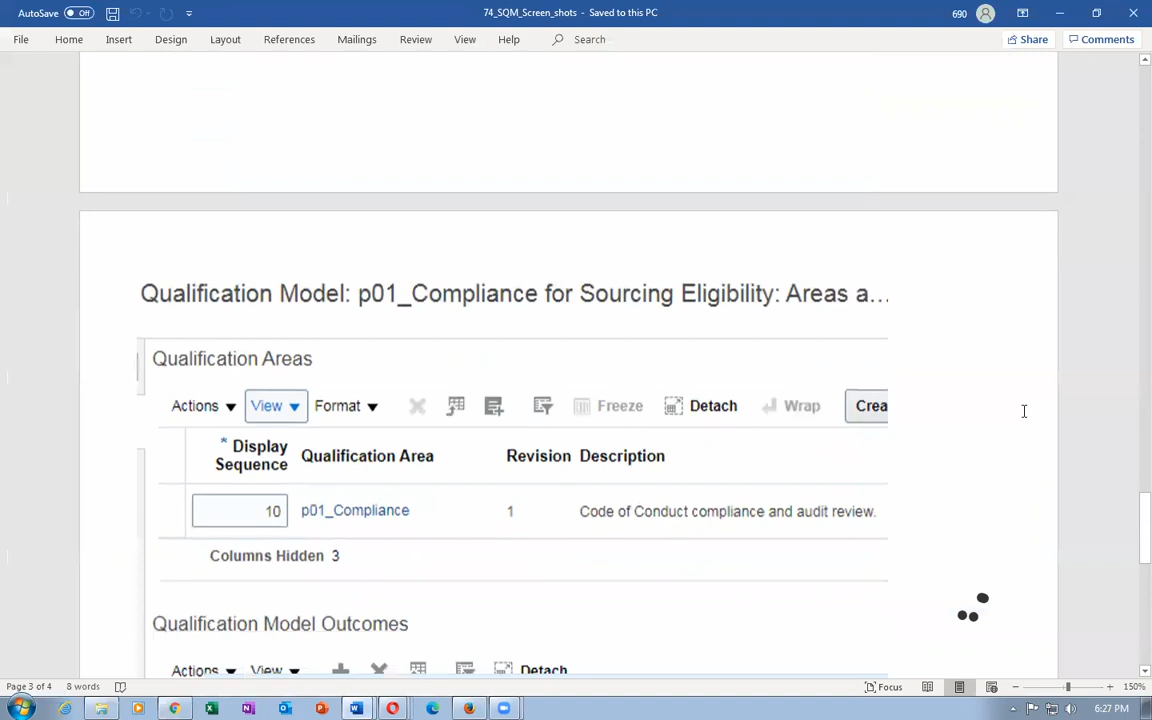 AutoSave Off 74_SQM_Screen_shots - Saved to this PC 690
File Home Insert Design Layout References Mailings Review View Help Search Share Comments
Qualification Model: p01_Compliance for Sourcing Eligibility: Areas a...
Qualification Areas
Actions View Format Freeze Detach Wrap Crea
* Display Sequence Qualification Area Revision Description
10 p01_Compliance 1 Code of Conduct compliance and audit review.
Columns Hidden 3
Qualification Model Outcomes
Actions View Detach
Page 3 of 4 8 words Focus 150%
6:27 PM